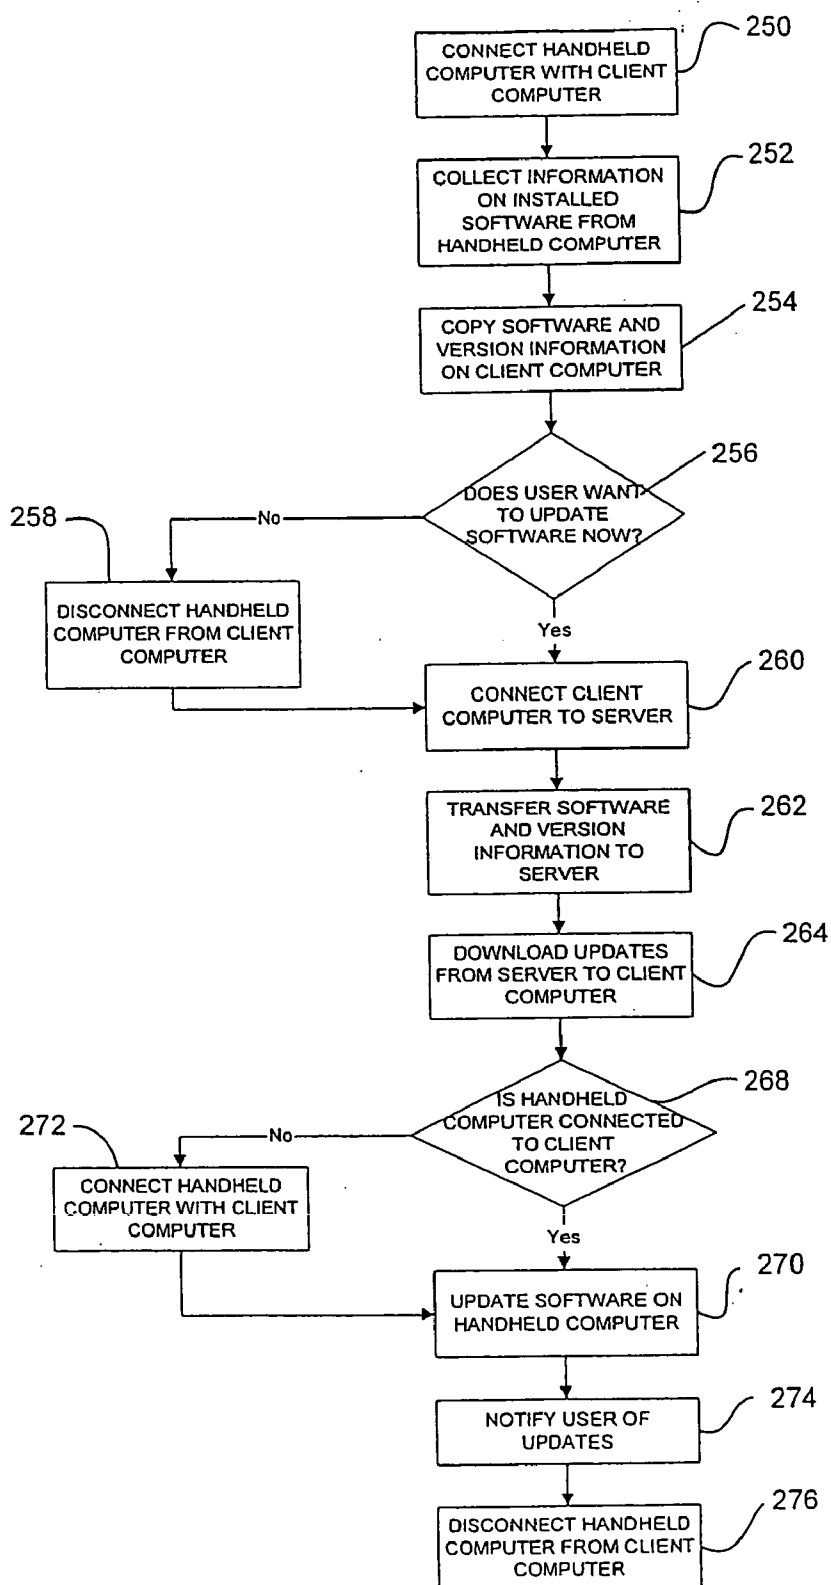 250
CONNECT HANDHELD
COMPUTER WITH CLIENT
COMPUTER
252
COLLECT INFORMATION
ON INSTALLED
SOFTWARE FROM
HANDHELD COMPUTER
254
COPY SOFTWARE AND
VERSION INFORMATION
ON CLIENT COMPUTER
256
DOES USER WANT
TO UPDATE
SOFTWARE NOW?
258
No
DISCONNECT HANDHELD
COMPUTER FROM CLIENT
COMPUTER
Yes
260
CONNECT CLIENT
COMPUTER TO SERVER
262
TRANSFER SOFTWARE
AND VERSION
INFORMATION TO
SERVER
264
DOWNLOAD UPDATES
FROM SERVER TO CLIENT
COMPUTER
268
IS HANDHELD
COMPUTER CONNECTED
TO CLIENT
COMPUTER?
272
No
CONNECT HANDHELD
COMPUTER WITH CLIENT
COMPUTER
Yes
270
UPDATE SOFTWARE ON
HANDHELD COMPUTER
274
NOTIFY USER OF
UPDATES
276
DISCONNECT HANDHELD
COMPUTER FROM CLIENT
COMPUTER